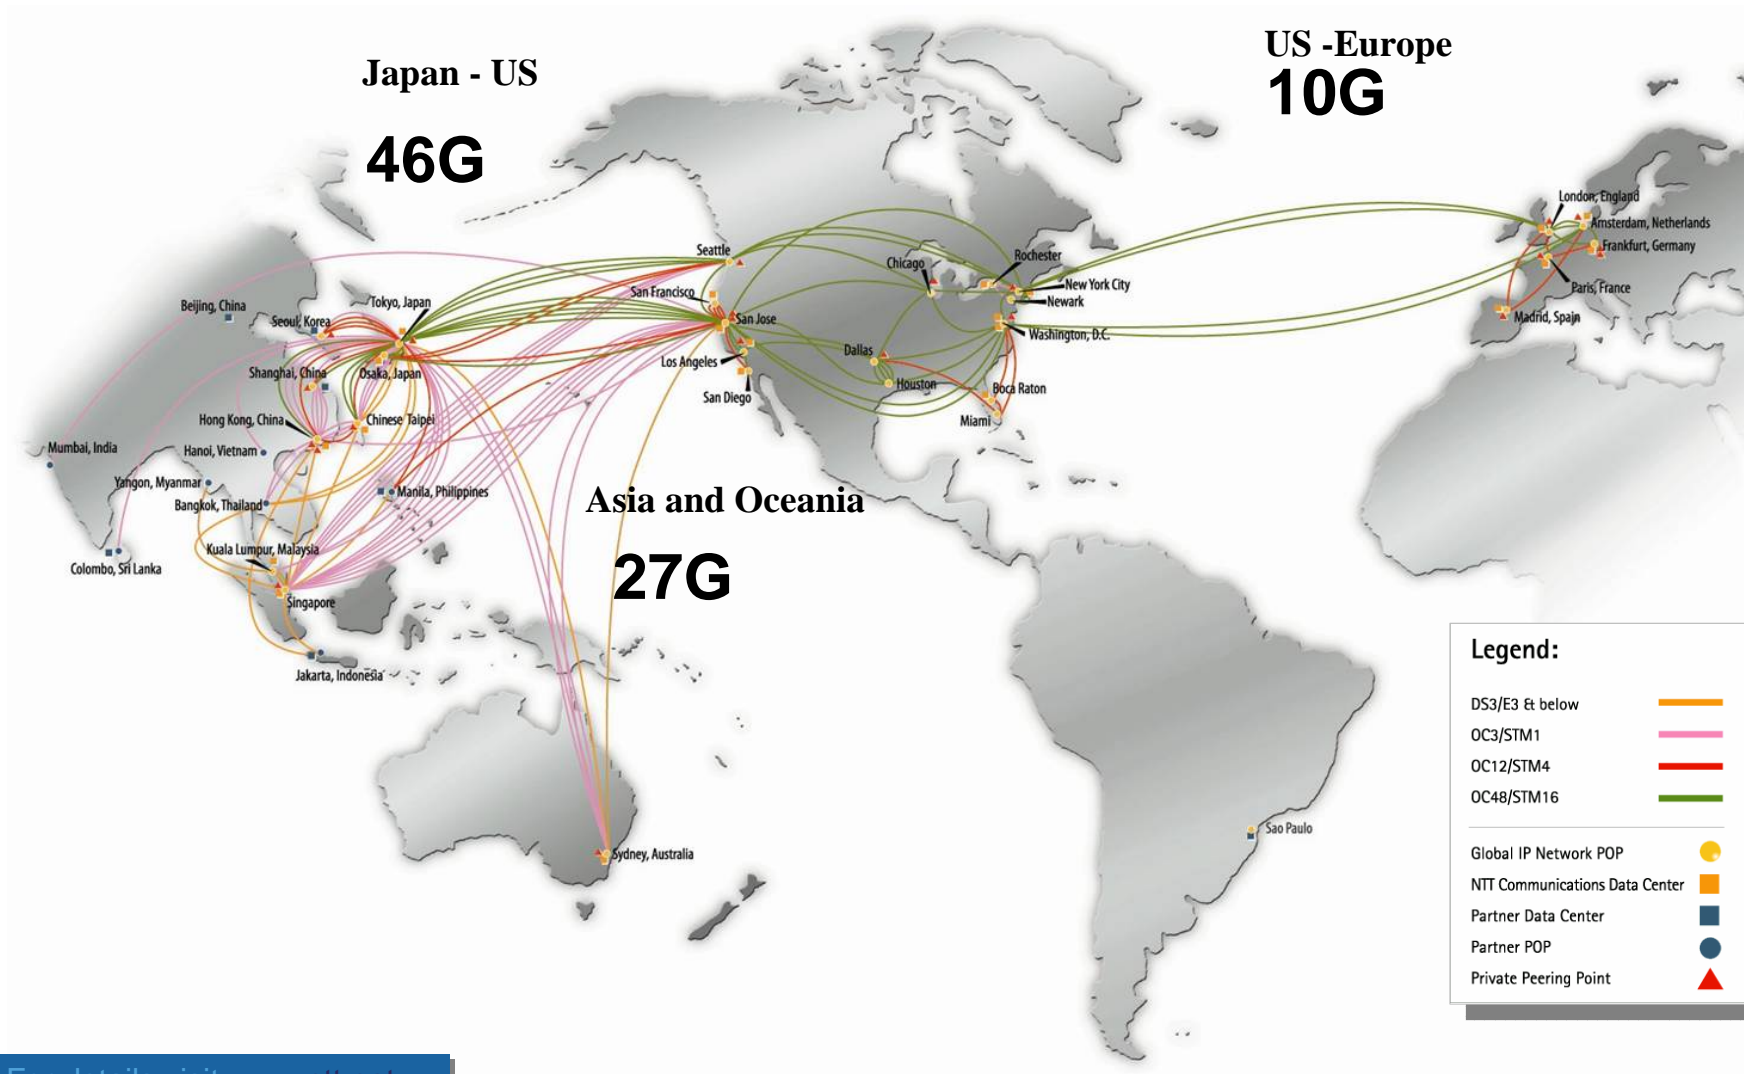 US -Europe
10G
Japan - US
46G
London, England
Amsterdam, Netherlands
Frankfurt, Germany
Paris, France
Madrid, Spain
Seattle
Chicago
Rochester
New York City
Newark
San Francisco
San Jose
Washington, D.C.
Los Angeles
Dallas
Houston
San Diego
Boca Raton
Miami
Beijing, China
Tokyo, Japan
Seoul, Korea
Shanghai, China
Osaka, Japan
Hong Kong, China
Chinese Taipei
Mumbai, India
Hanoi, Vietnam
Yangon, Myanmar
Bangkok, Thailand
Manila, Philippines
Asia and Oceania
27G
Kuala Lumpur, Malaysia
Colombo, Sri Lanka
Singapore
Jakarta, Indonesia
Sydney, Australia
Sao Paulo
Legend:
DS3/E3 & below
OC3/STM1
OC12/STM4
OC48/STM16
Global IP Network POP
NTT Communications Data Center
Partner Data Center
Partner POP
Private Peering Point